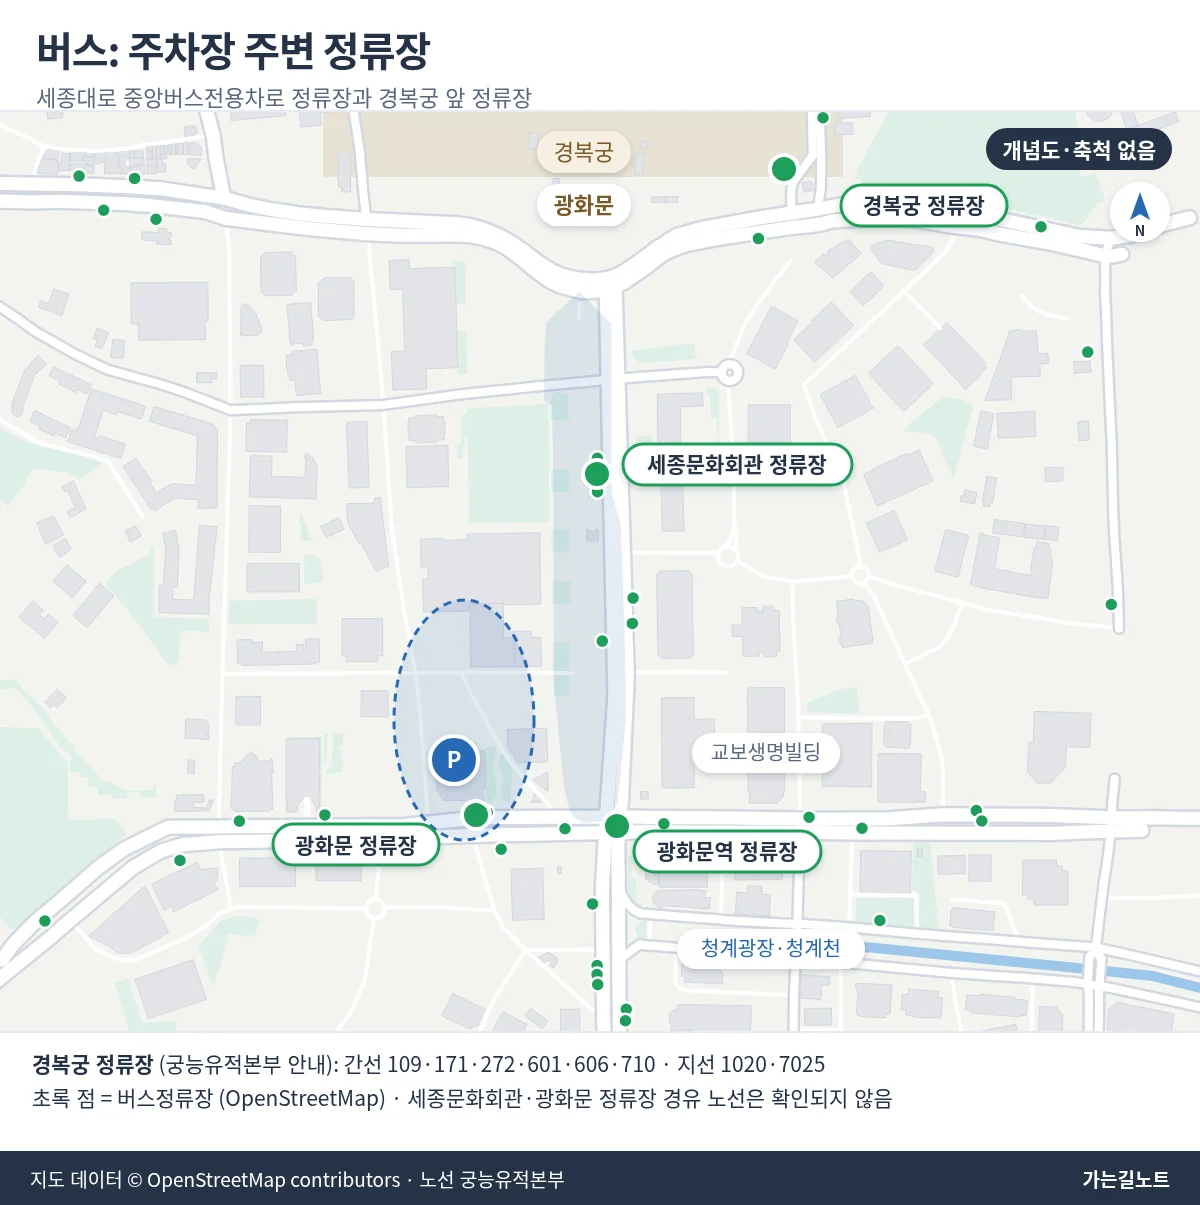 버스: 주차장 주변 정류장
세종대로 중앙버스전용차로 정류장과 경복궁 앞 정류장
경복궁
개념도·축척 없음
광화문
경복궁 정류장
N
세종문화회관 정류장
P
교보생명빌딩
광화문 정류장
광화문역 정류장
청계광장·청계천
경복궁 정류장 (궁능유적본부 안내): 간선 109·171·272·601·606·710 · 지선 1020·7025
초록 점 = 버스정류장 (OpenStreetMap) · 세종문화회관·광화문 정류장 경유 노선은 확인되지 않음
지도 데이터 © OpenStreetMap contributors · 노선 궁능유적본부
가는길노트